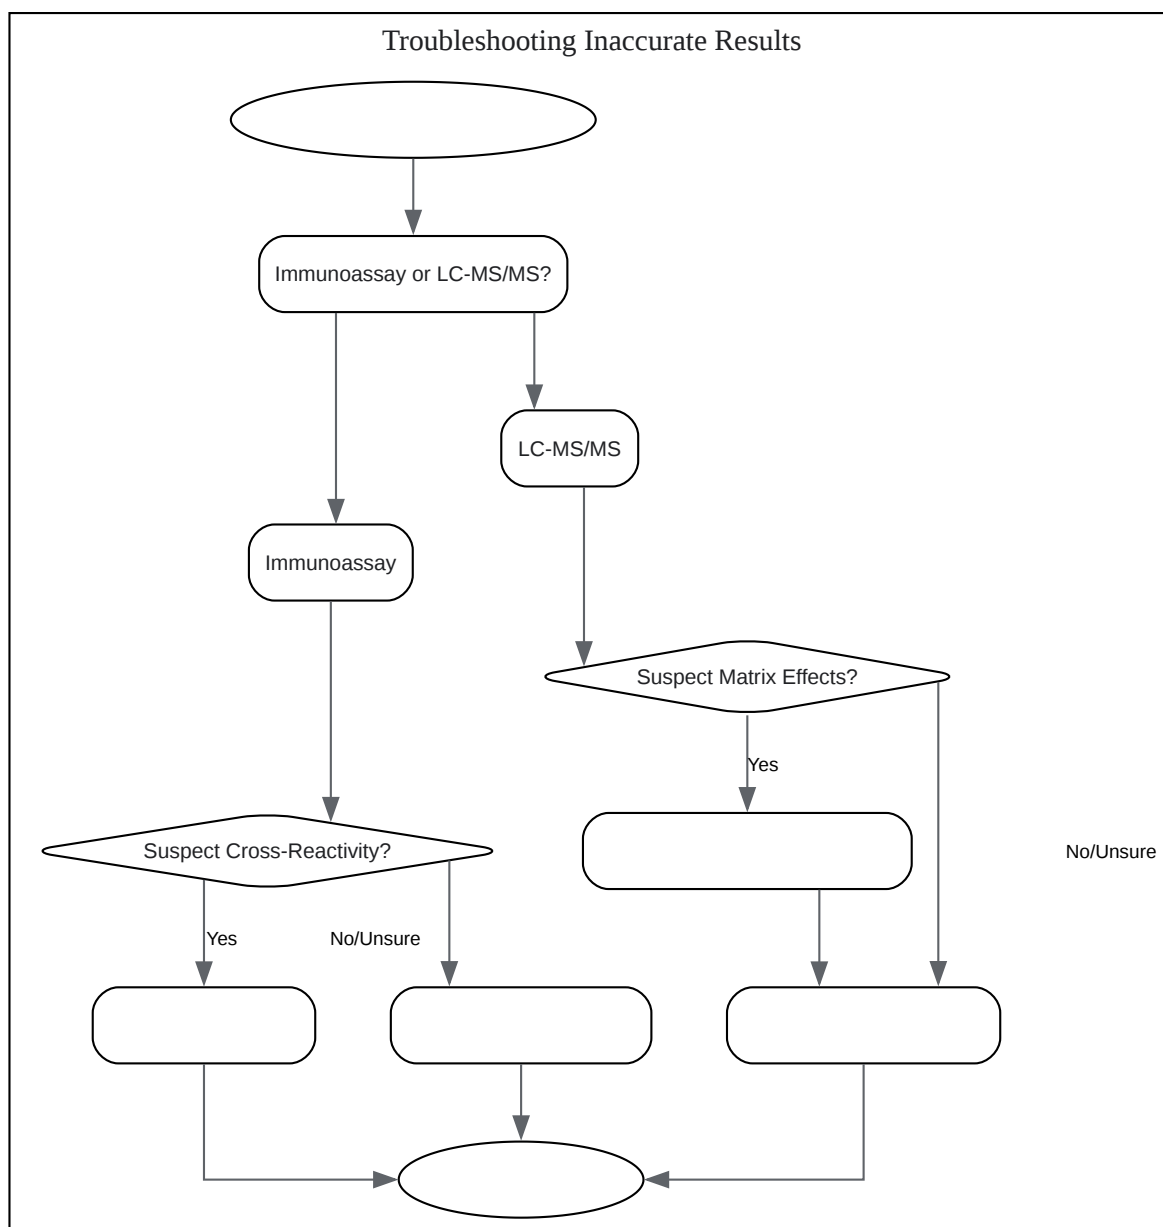 Troubleshooting Inaccurate Results
Immunoassay or LC-MS/MS?
LC-MS/MS
Immunoassay
Suspect Matrix Effects?
Yes
Suspect Cross-Reactivity?
No/Unsure
Yes
No/Unsure